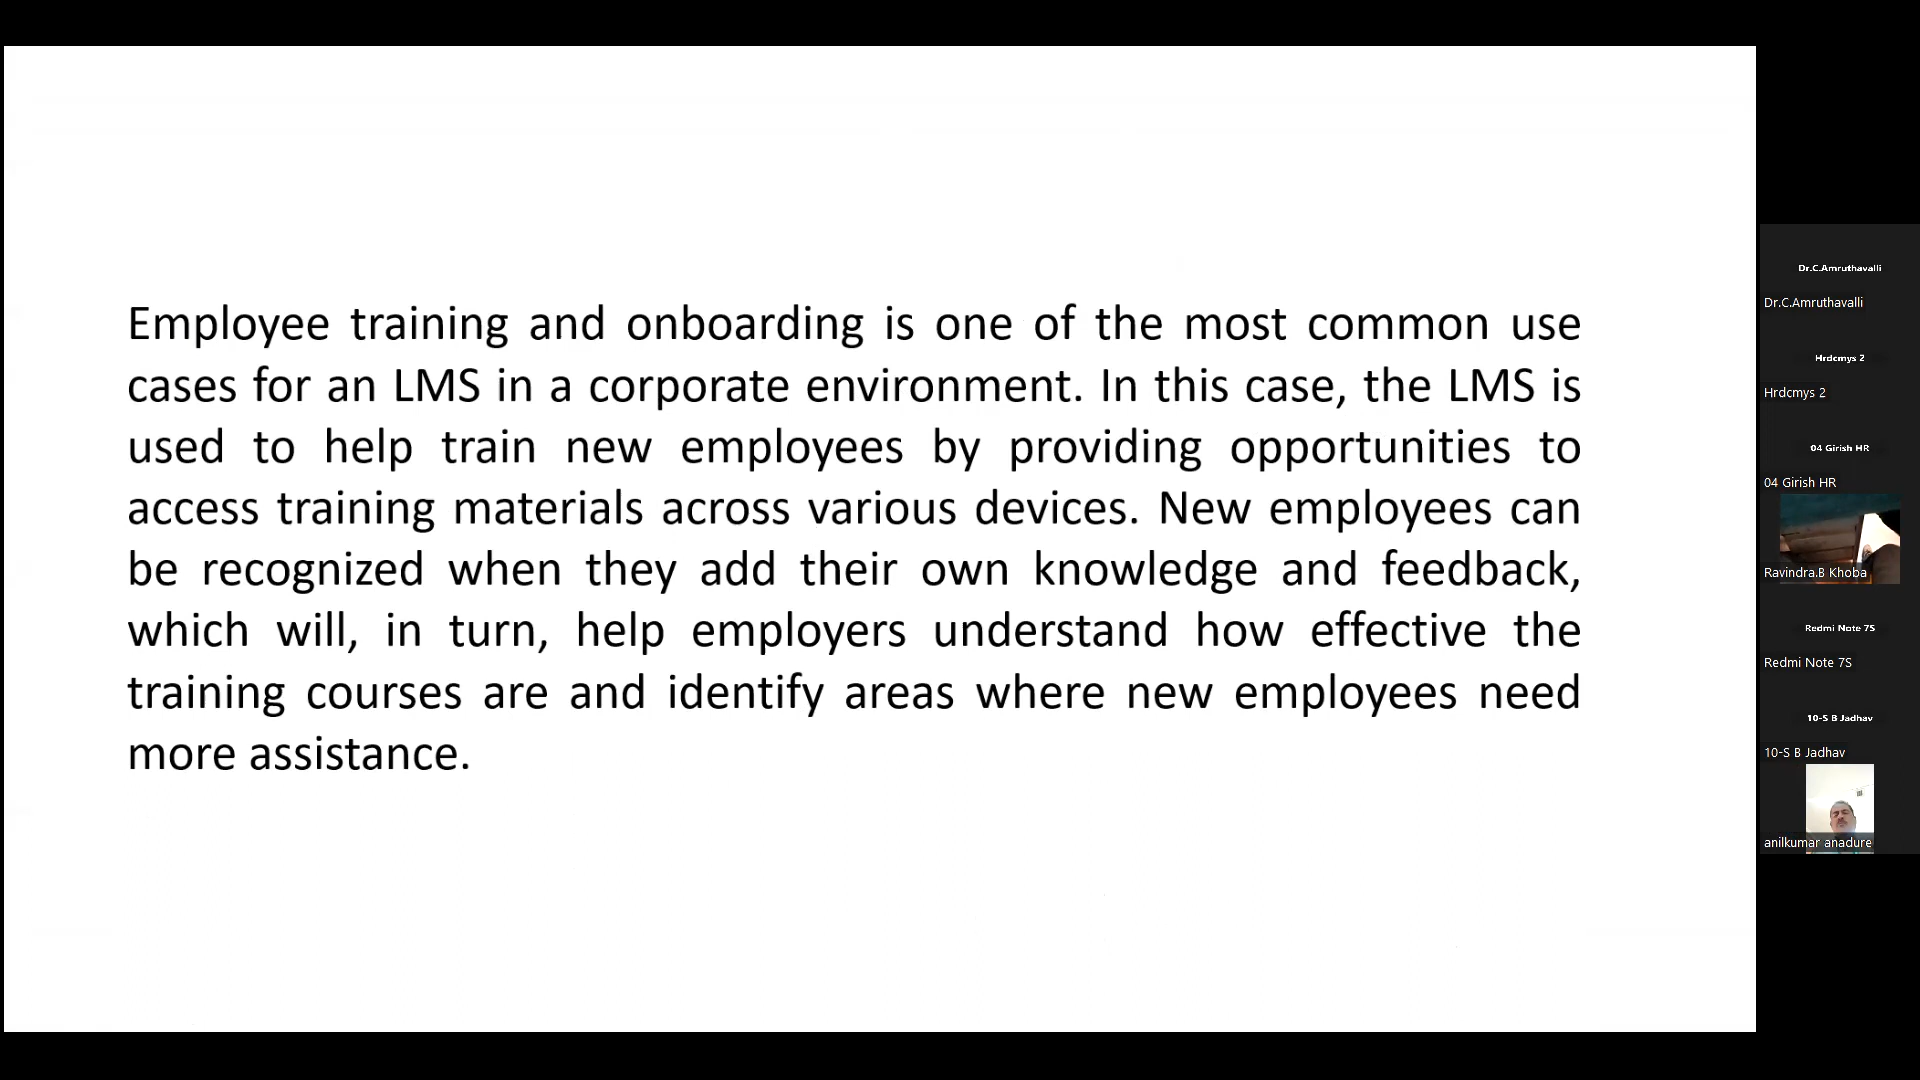 Employee training and onboarding is one of the most common use
cases for an LMS in a corporate environment. In this case, the LMS is
used to help train new employees by providing opportunities to
access training materials across various devices. New employees can
be recognized when they add their own knowledge and feedback,
which will, in turn, help employers understand how effective the
training courses are and identify areas where new employees need
more assistance.
Dr.C.Amruthavalli
Dr.C.Amruthavalli
Hrdcmys 2
Hrdcmys 2
04 Girish HR
04 Girish HR
Ravindra.B Khoba
Redmi Note 7S
Redmi Note 7S
10-S B Jadhav
10-S B Jadhav
anilkumar anadure